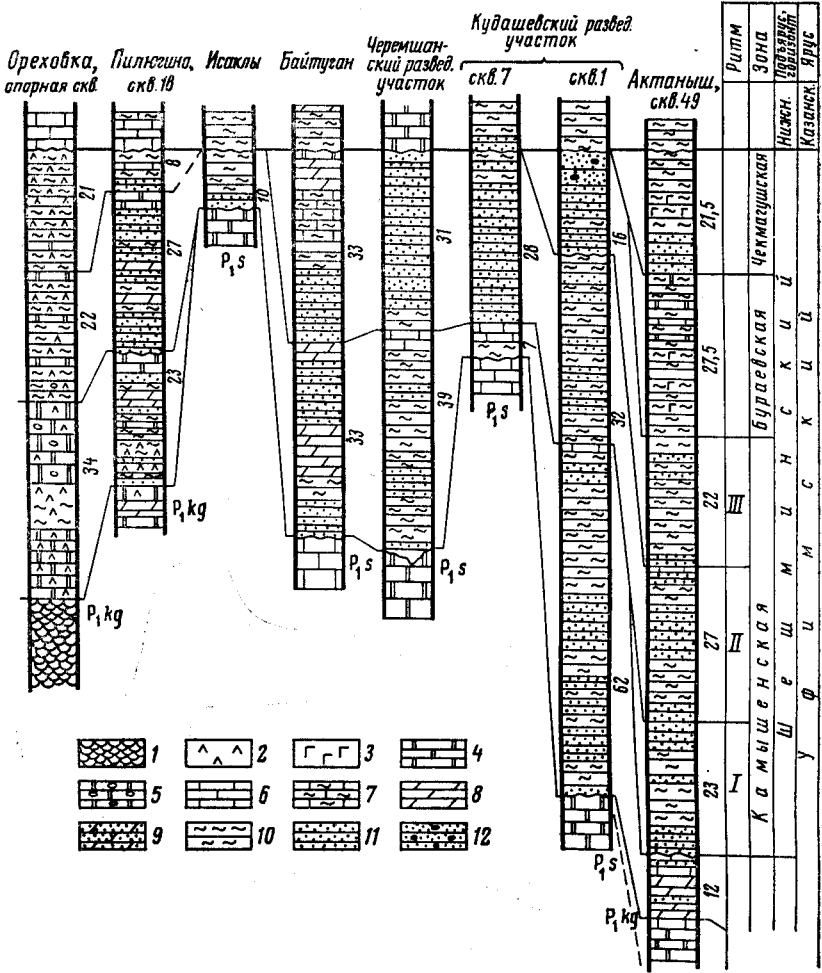 Ореховка,
опорная скв.
Пилюгино,
скв. 18
Исаклы
Байтуган
Черемшан-
ский развед.
участок
Кудашевский развед.
участок
скв. 7
скв. 1
Актаныш,
скв. 49
Ритм
Зона
Подъярус,
горизонт
Ярус
Нижн.
Казанск.
21
22
34
P₁kg
8
27
23
P₁kg
10
P₁s
33
33
P₁s
31
39
P₁s
28
7
P₁s
16
32
62
P₁s
P₁kg
21,5
27,5
22
27
23
12
III
II
I
Чекмагушская
Бураевская
Камышенская
Шешминский
Уфимский
1
2
3
4
5
6
7
8
9
10
11
12